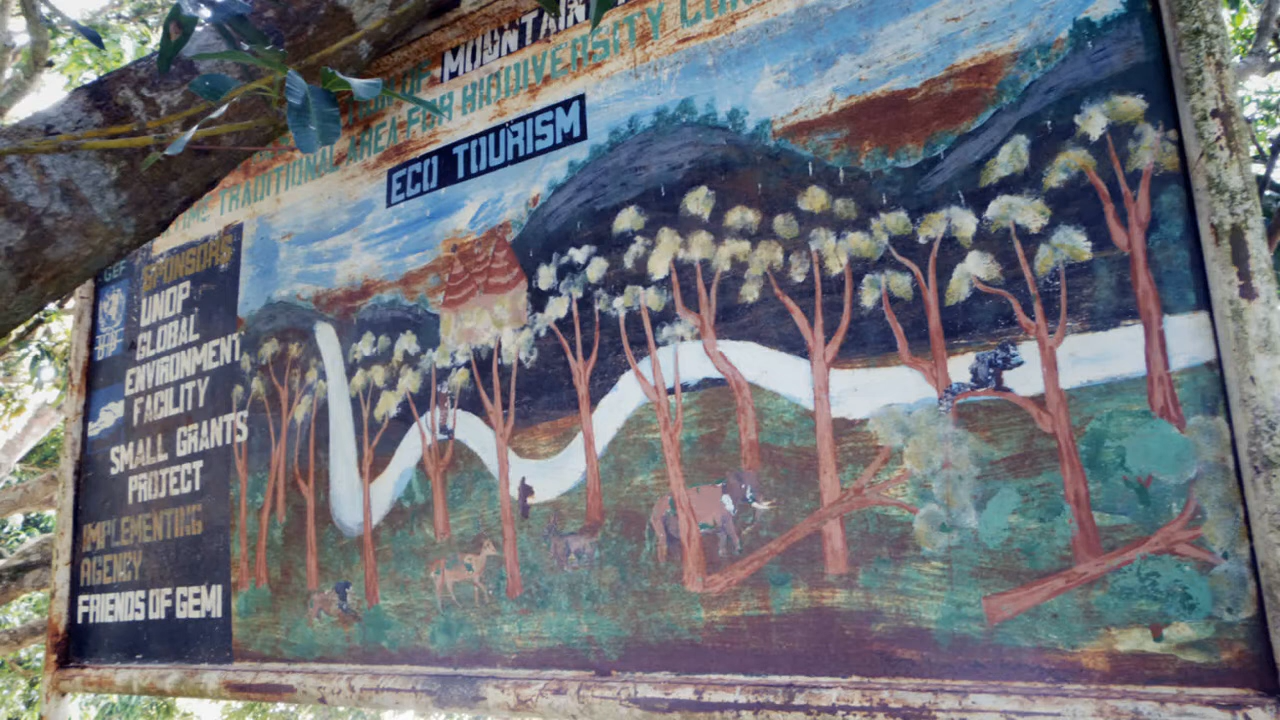 OF MOUNTAIN
TRADITIONAL AREA FOR BIODIVERSITY
ECO TOURISM
GEF
SPONSORS
UNDP
GLOBAL
ENVIRONMENT
FACILITY
SMALL GRANTS
PROJECT
IMPLEMENTING
AGENCY
FRIENDS OF GEMI